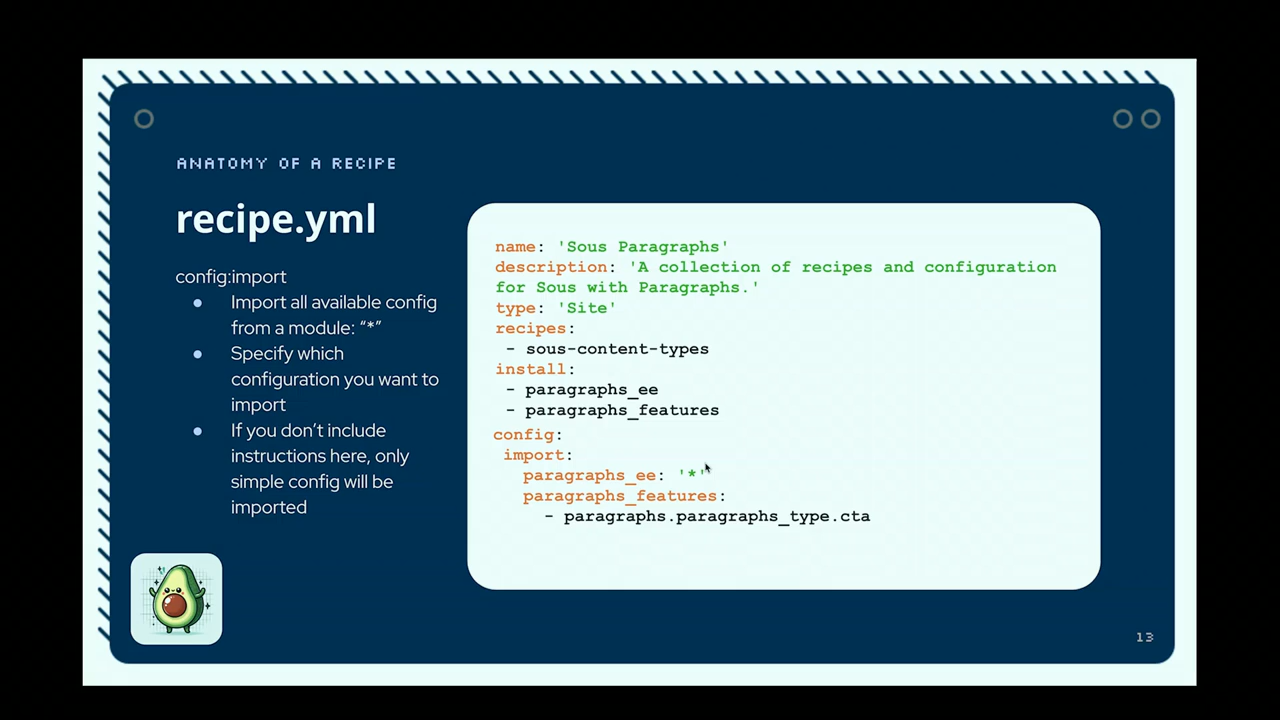 ANATOMY OF A RECIPE
recipe.yml
config:import
● Import all available config
from a module: “*”
● Specify which
configuration you want to
import
● If you don’t include
instructions here, only
simple config will be
imported
name: 'Sous Paragraphs'
description: 'A collection of recipes and configuration
for Sous with Paragraphs.'
type: 'Site'
recipes:
- sous-content-types
install:
- paragraphs_ee
- paragraphs_features
config:
import:
paragraphs_ee: '*'
paragraphs_features:
- paragraphs.paragraphs_type.cta
13